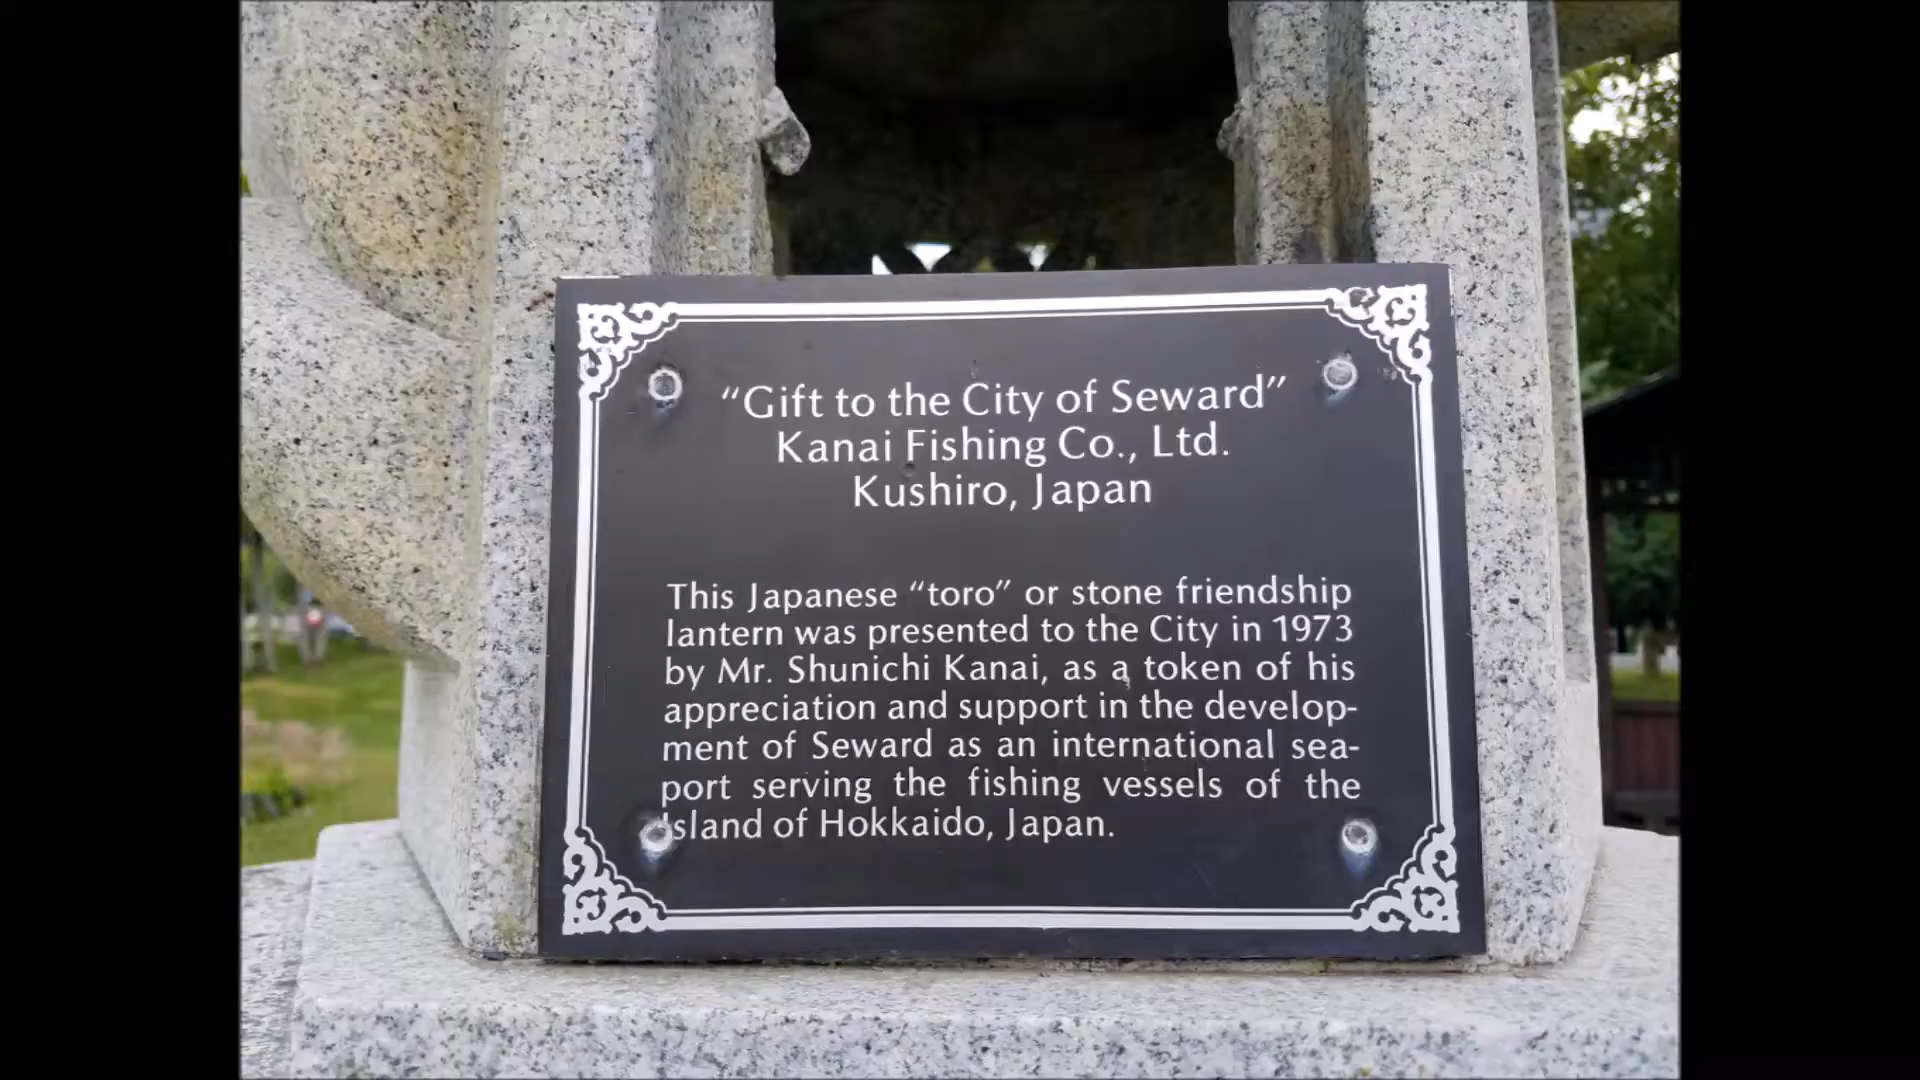 “Gift to the City of Seward”
Kanai Fishing Co., Ltd.
Kushiro, Japan
This Japanese “toro” or stone friendship
lantern was presented to the City in 1973
by Mr. Shunichi Kanai, as a token of his
appreciation and support in the develop-
ment of Seward as an international sea-
port serving the fishing vessels of the
Island of Hokkaido, Japan.